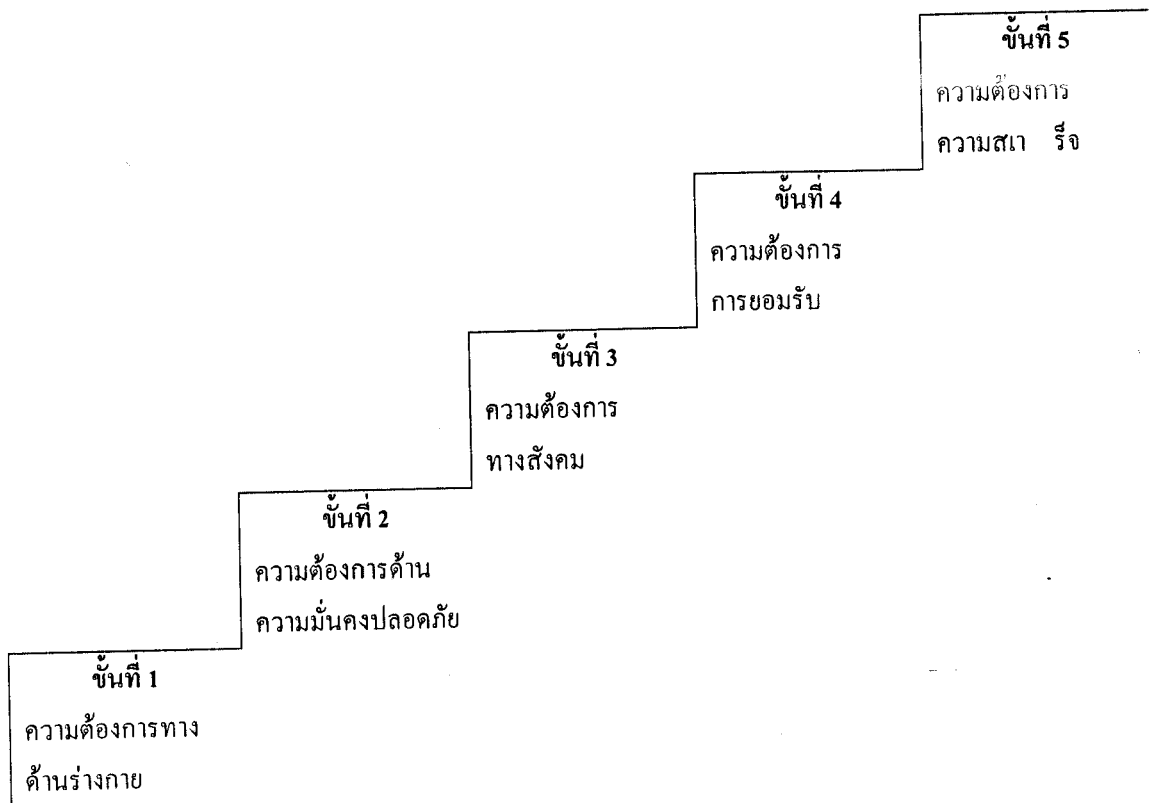 ขั้นที่ 5
ความต้องการ
ขั้นที่ 4
ความต้องการ
การยอมรับ
ขั้นที่ 3
ความต้องการ
ทางสังคม
ขั้นที่ 2
ความต้องการด้าน
ความมั่นคงปลอดภัย
ขั้นที่ 1
ความต้องการทาง
ด้านร่างกาย